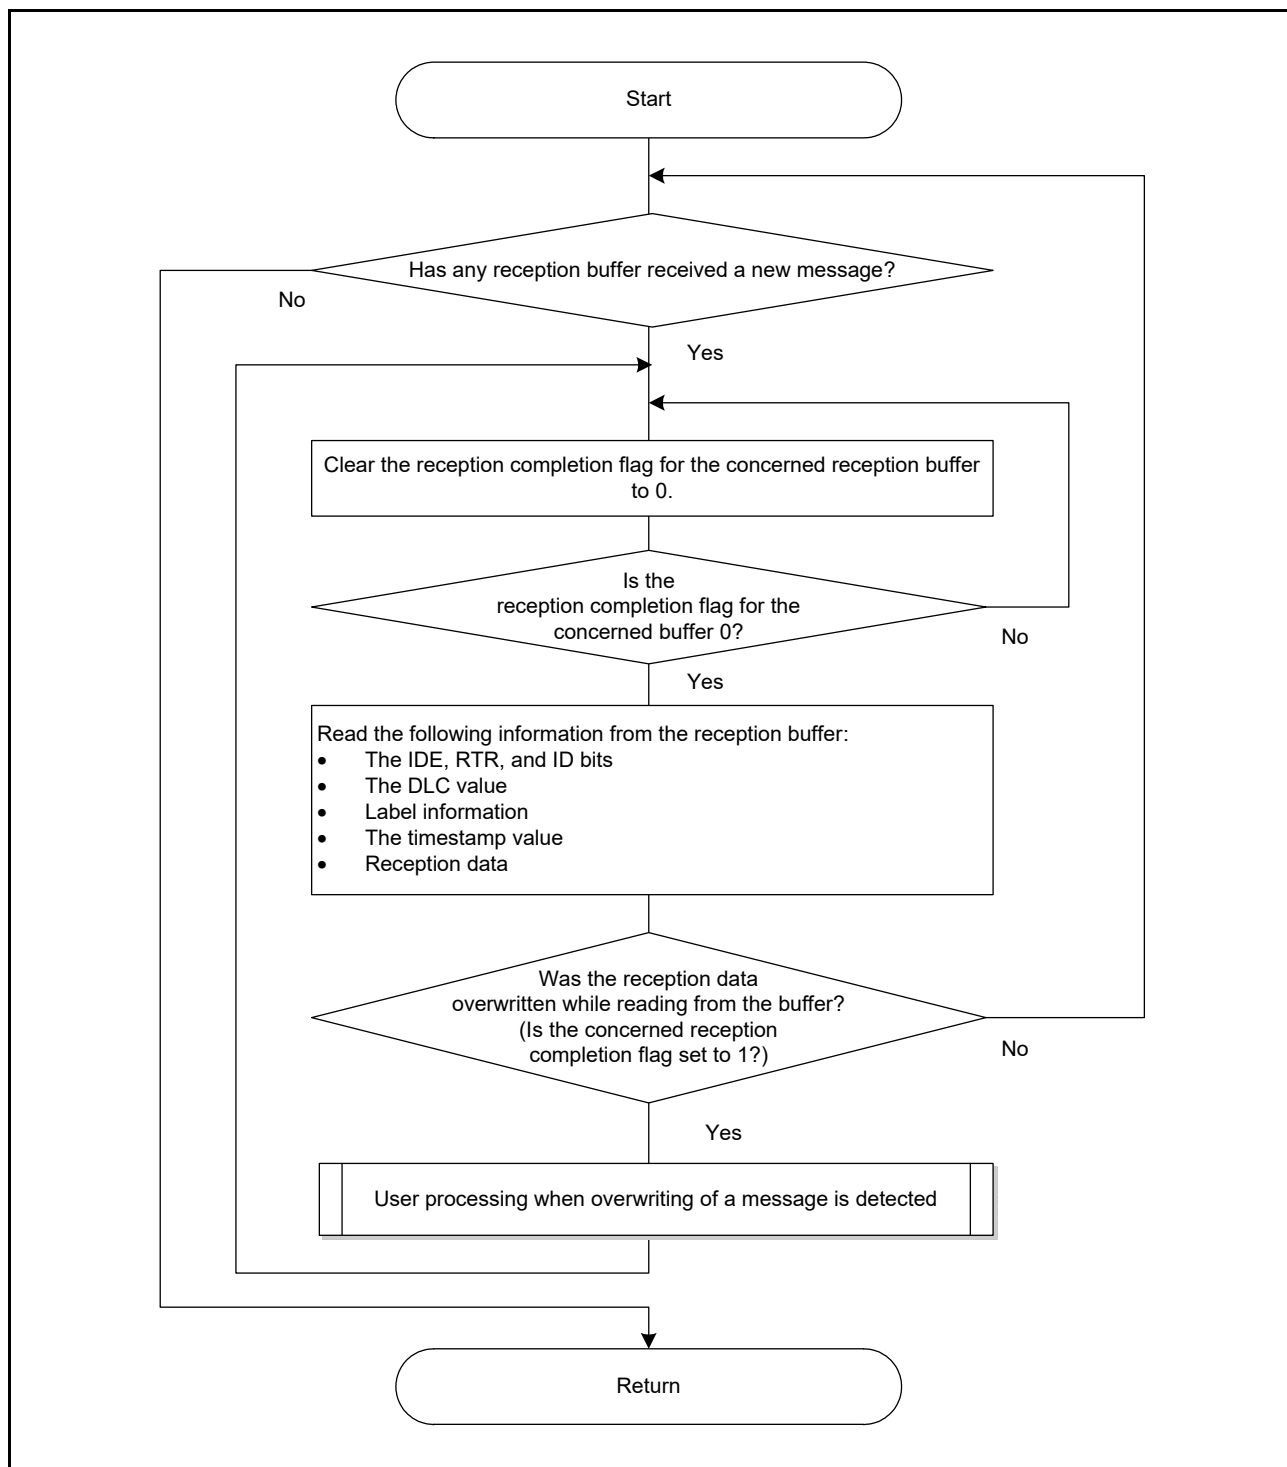 Start
Has any reception buffer received a new message?
No
Yes
Clear the reception completion flag for the concerned reception buffer
to 0.
Is the
reception completion flag for the
concerned buffer 0?
No
Yes
Read the following information from the reception buffer:
• The IDE, RTR, and ID bits
• The DLC value
• Label information
• The timestamp value
• Reception data
Was the reception data
overwritten while reading from the buffer?
(Is the concerned reception
completion flag set to 1?)
No
Yes
User processing when overwriting of a message is detected
Return